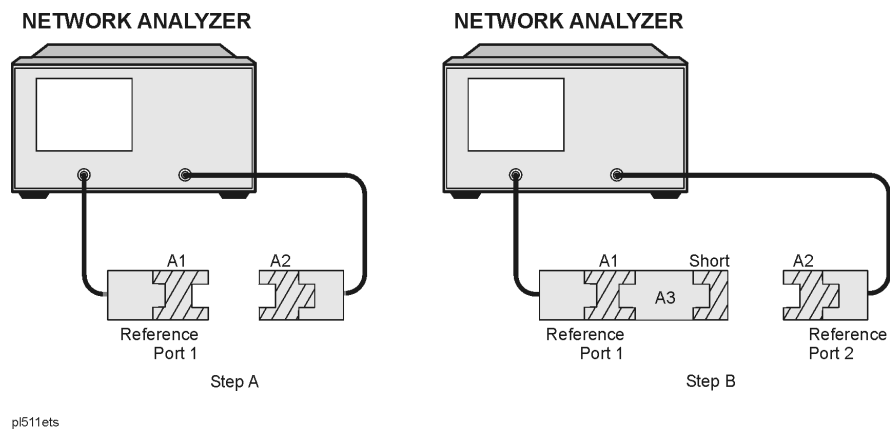 NETWORK ANALYZER
A1
A2
Reference
Port 1
Step A
NETWORK ANALYZER
A1
Short
A2
A3
Reference
Port 1
Reference
Port 2
Step B
pl511ets